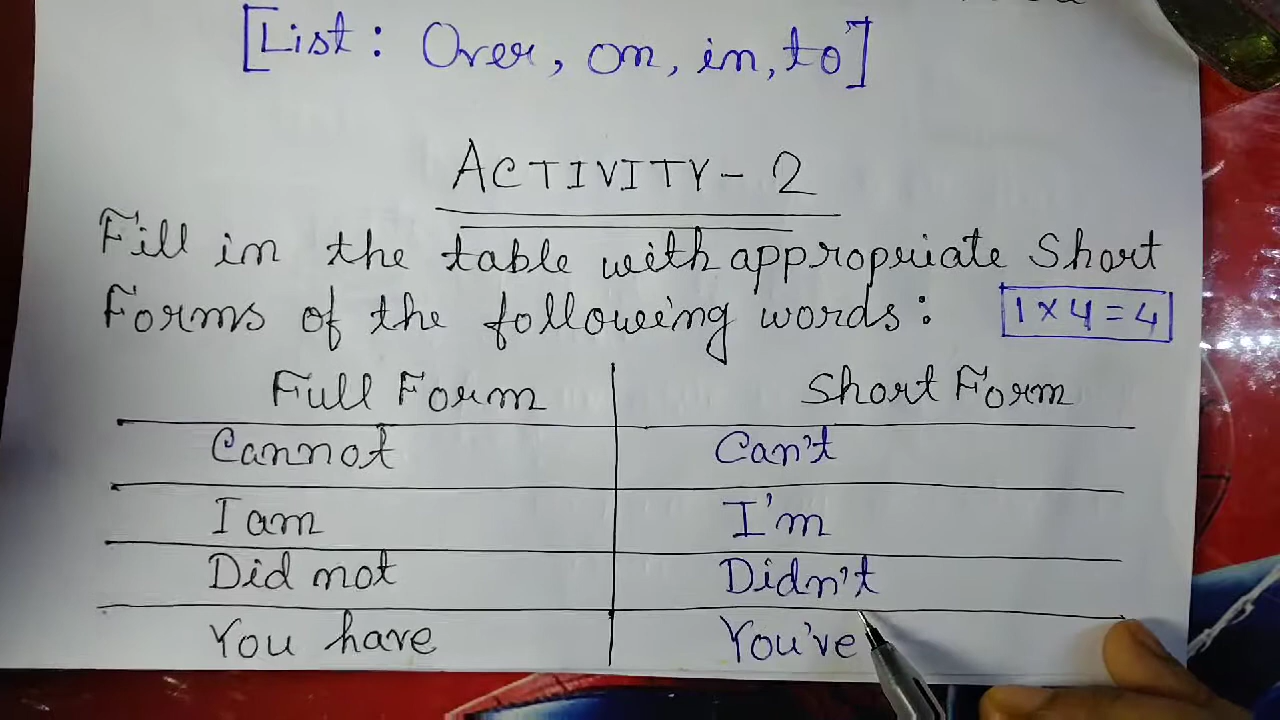 [List: Over, on, in, to]
ACTIVITY - 2
Fill in the table with appropriate Short
Forms of the following words: 1 x 4 = 4
Full Form Short Form
Cannot Can't
I am I'm
Did not Didn't
You have You've